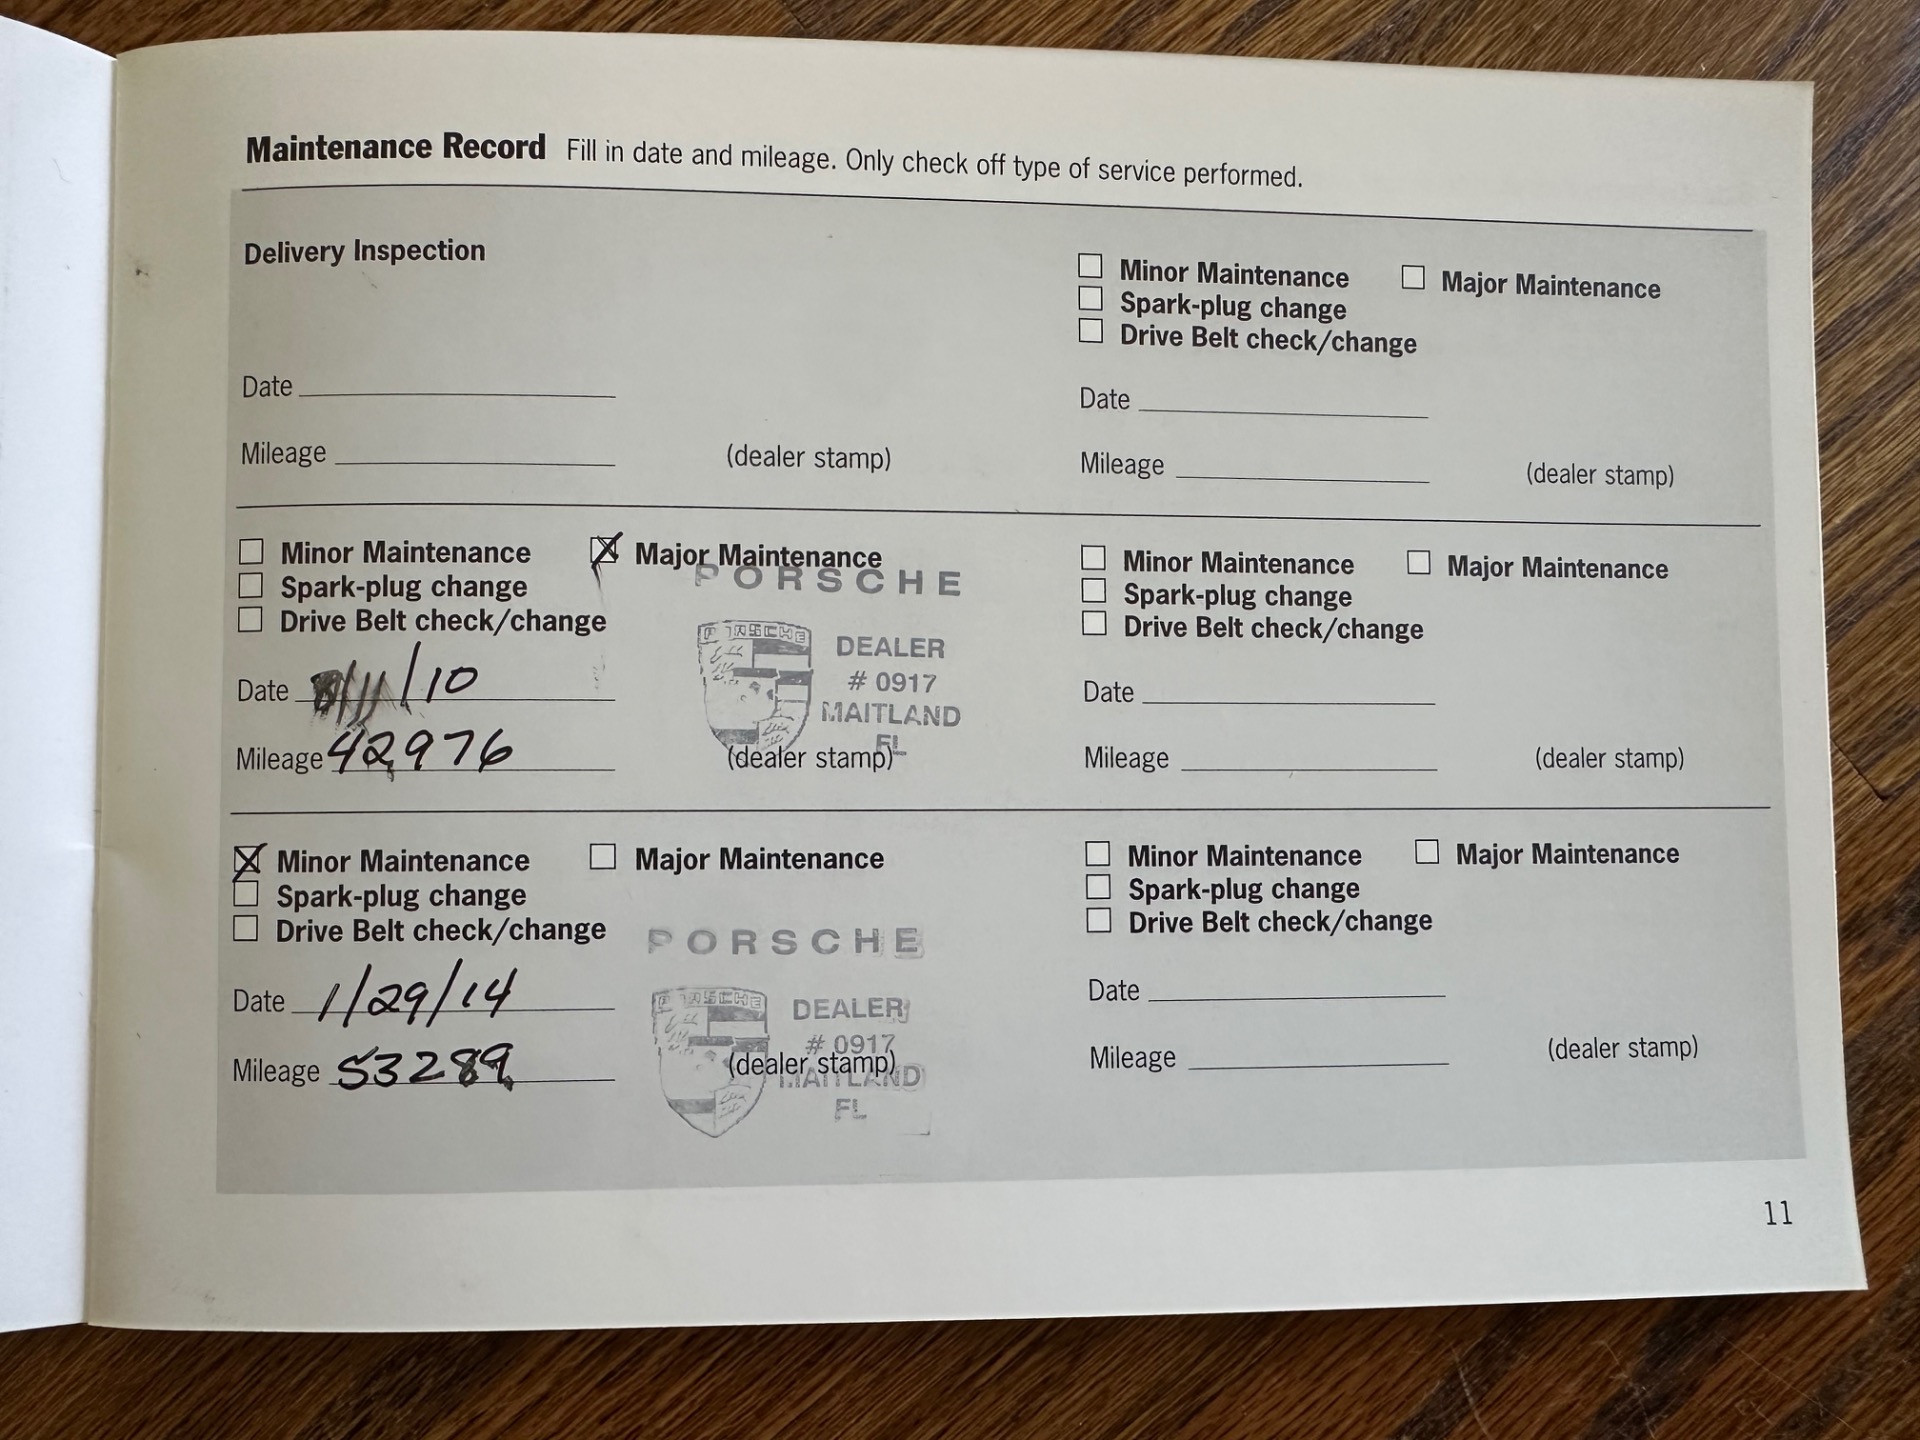 Maintenance Record Fill in date and mileage. Only check off type of service performed.
Delivery Inspection
Date
Mileage
(dealer stamp)
Minor Maintenance Major Maintenance
Spark-plug change
Drive Belt check/change
Date
Mileage
(dealer stamp)
Minor Maintenance Major Maintenance
Spark-plug change
Drive Belt check/change
PORSCHE
PORSCHE
DEALER
# 0917
MAITLAND
FL
Date /11/10
Mileage 42976
(dealer stamp)
Minor Maintenance Major Maintenance
Spark-plug change
Drive Belt check/change
Date
Mileage
(dealer stamp)
Minor Maintenance Major Maintenance
Spark-plug change
Drive Belt check/change
PORSCHE
PORSCHE
DEALER
# 0917
MAITLAND
FL
Date 1/29/14
Mileage 53289
(dealer stamp)
Minor Maintenance Major Maintenance
Spark-plug change
Drive Belt check/change
Date
Mileage
(dealer stamp)
11